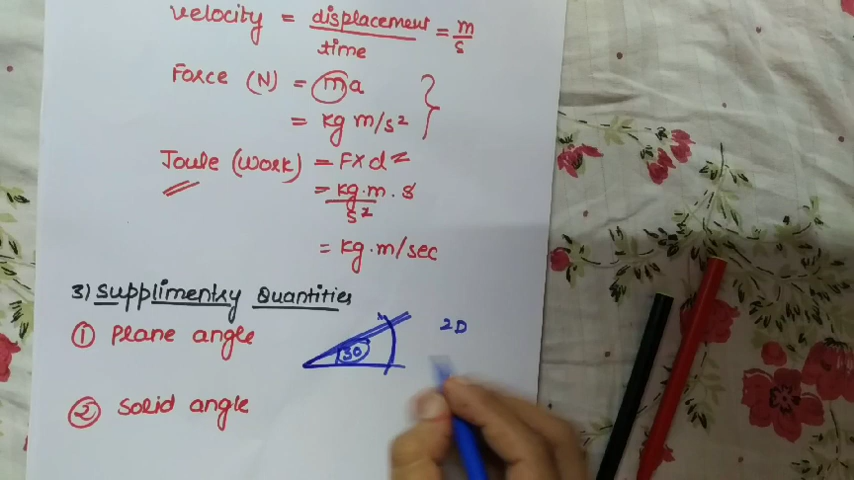 velocity = displacement / time = m/s
Force (N) = ma
= kg m/s²
Joule (work) = F×d
= kg.m/s² . s
= kg.m/sec
3) Supplimentry Quantities
① plane angle
30
2D
② Solid angle